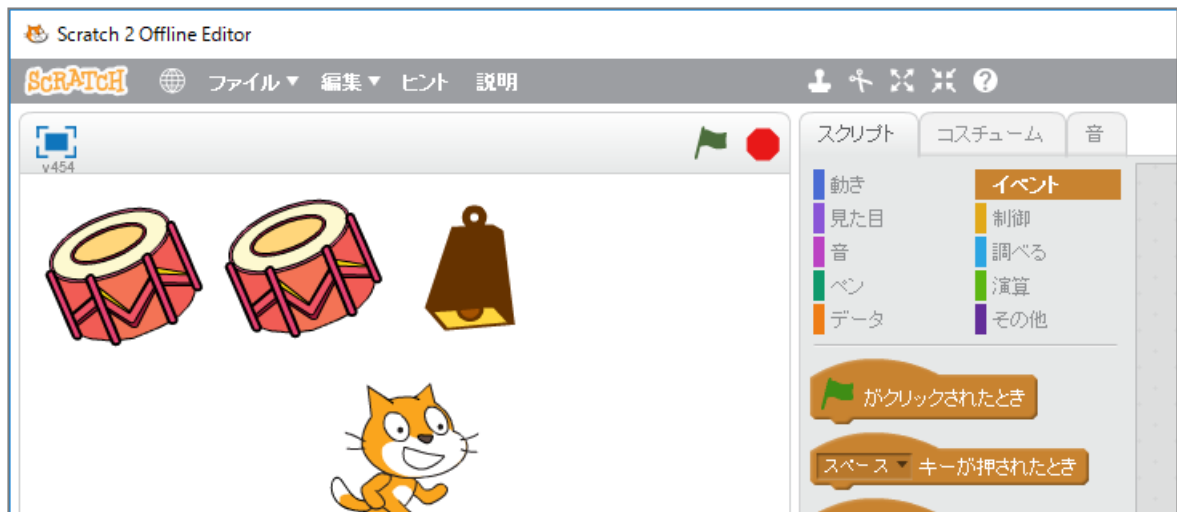 Scratch 2 Offline Editor
SCRATCH ファイル▼ 編集▼ ヒント 説明
v454
スクリプト コスチューム 音
動き イベント
見た目 制御
音 調べる
ペン 演算
データ その他
がクリックされたとき
スペース▼ キーが押されたとき